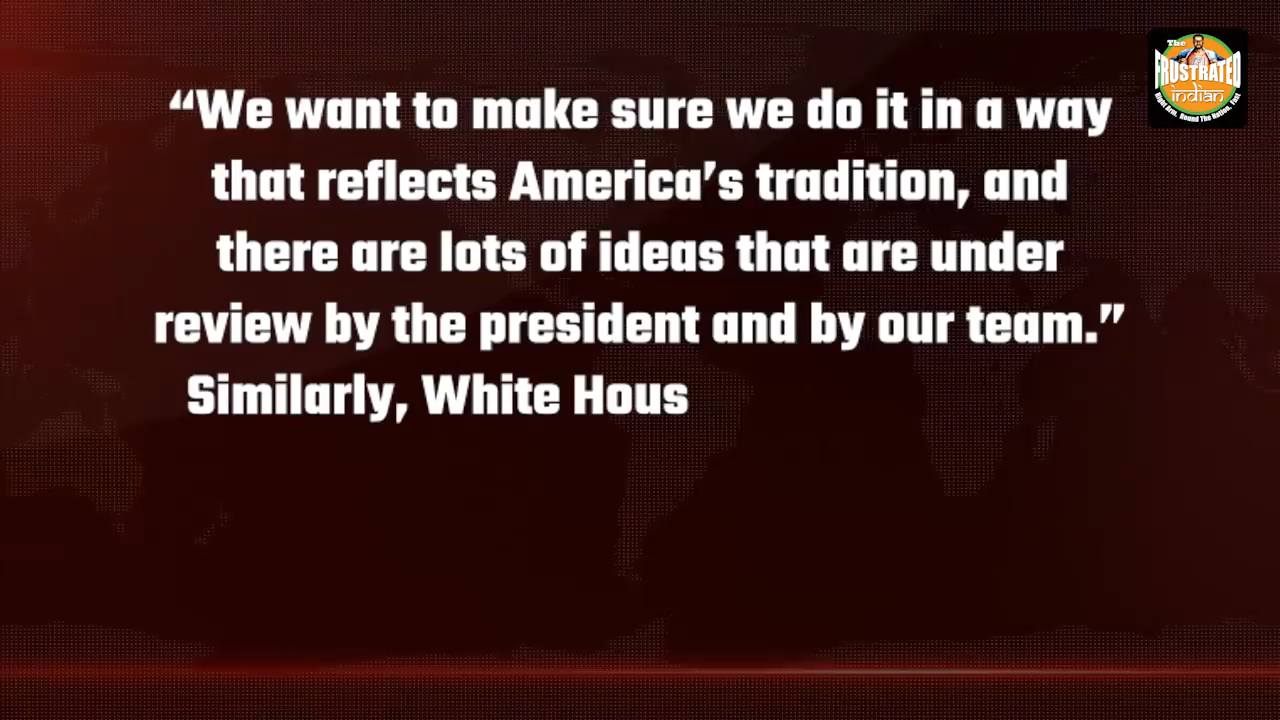 “We want to make sure we do it in a way
that reflects America’s tradition, and
there are lots of ideas that are under
review by the president and by our team.”
Similarly, White Hous
The
FRUSTRATED
indian